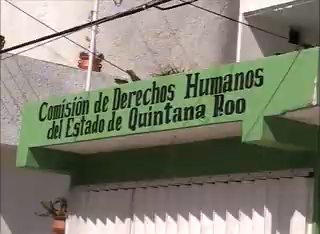 Comisión de Derechos Humanos
del Estado de Quintana Roo